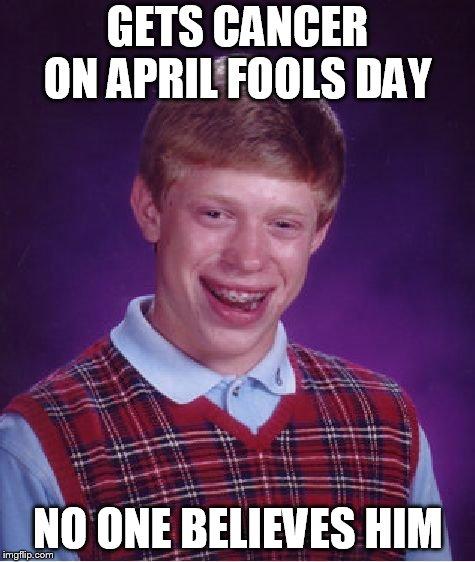 GETS CANCER
ON APRIL FOOLS DAY
NO ONE BELIEVES HIM
imgflip.com